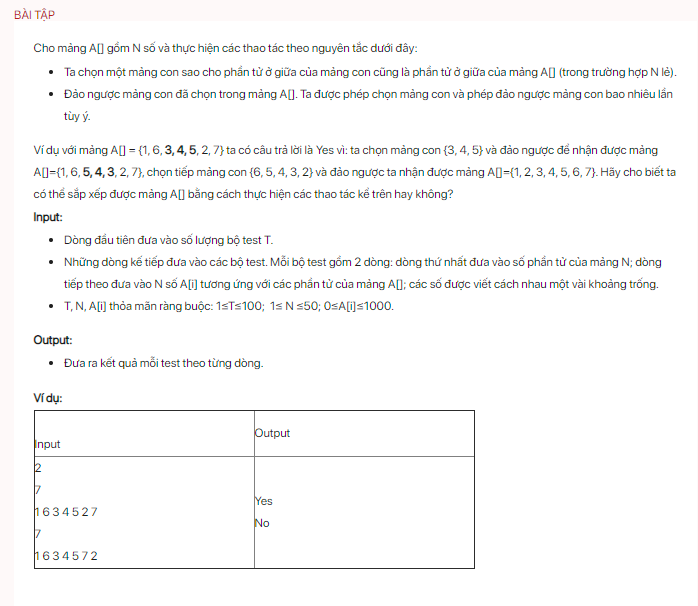 BÀI TẬP
Cho mảng A[] gồm N số và thực hiện các thao tác theo nguyên tắc dưới đây:
• Ta chọn một mảng con sao cho phần tử ở giữa của mảng con cũng là phần tử ở giữa của mảng A[] (trong trường hợp N lẻ).
• Đảo ngược mảng con đã chọn trong mảng A[]. Ta được phép chọn mảng con và phép đảo ngược mảng con bao nhiêu lần
tùy ý.
Ví dụ với mảng A[] = {1, 6, 3, 4, 5, 2, 7} ta có câu trả lời là Yes vì: ta chọn mảng con {3, 4, 5} và đảo ngược để nhận được mảng
A[]={1, 6, 5, 4, 3, 2, 7}, chọn tiếp mảng con {6, 5, 4, 3, 2} và đảo ngược ta nhận được mảng A[]={1, 2, 3, 4, 5, 6, 7}. Hãy cho biết ta
có thể sắp xếp được mảng A[] bằng cách thực hiện các thao tác kể trên hay không?
Input:
• Dòng đầu tiên đưa vào số lượng bộ test T.
• Những dòng kế tiếp đưa vào các bộ test. Mỗi bộ test gồm 2 dòng: dòng thứ nhất đưa vào số phần tử của mảng N; dòng
tiếp theo đưa vào N số A[i] tương ứng với các phần tử của mảng A[]; các số được viết cách nhau một vài khoảng trống.
• T, N, A[i] thỏa mãn ràng buộc: 1≤T≤100; 1≤ N ≤50; 0≤A[i]≤1000.
Output:
• Đưa ra kết quả mỗi test theo từng dòng.
Ví dụ:
Input
Output
2
7
1 6 3 4 5 2 7
7
1 6 3 4 5 7 2
Yes
No